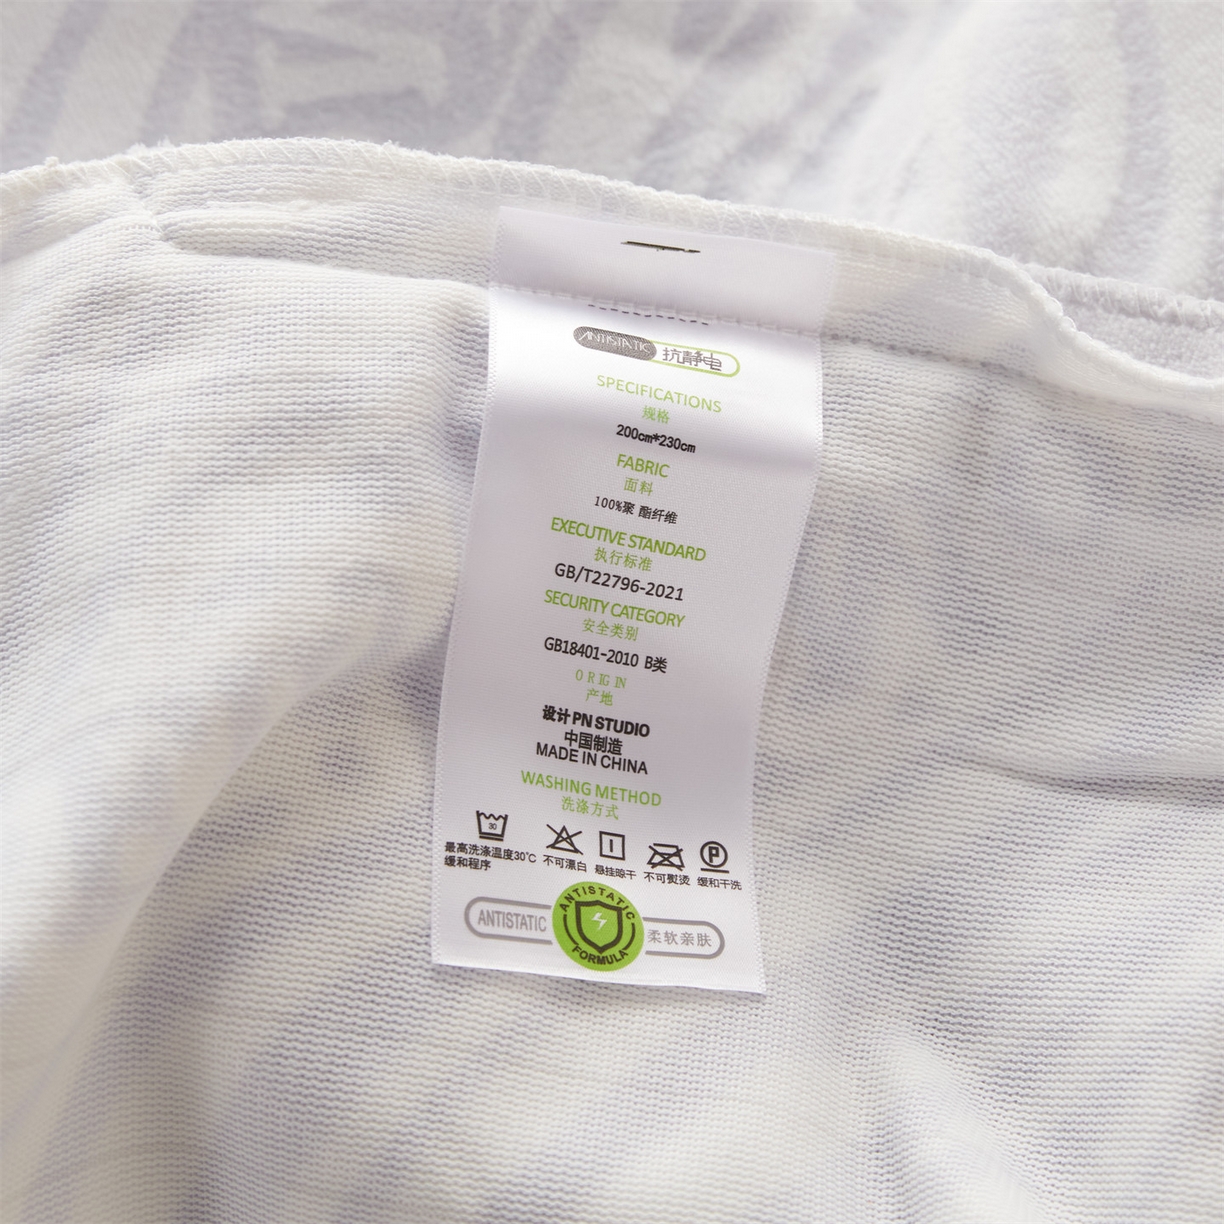 ANTISTATIC 抗静电
SPECIFICATIONS
规格
200cm*230cm
FABRIC
面料
100%聚 酯纤维
EXECUTIVE STANDARD
执行标准
GB/T22796-2021
SECURITY CATEGORY
安全类别
GB18401-2010 B类
ORIGIN
产地
设计 PN STUDIO
中国制造
MADE IN CHINA
WASHING METHOD
洗涤方式
30
P
最高洗涤温度30℃
缓和程序
不可漂白
悬挂晾干
不可熨烫
缓和干洗
ANTISTATIC
ANTISTATIC
FORMULA
柔软亲肤